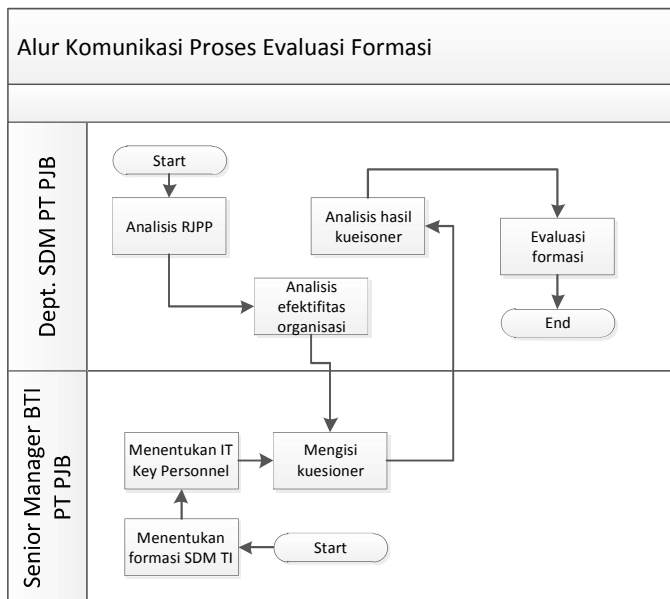 Alur Komunikasi Proses Evaluasi Formasi
Dept. SDM PT PJB
Start
Analisis RJPP
Analisis
efektifitas
organisasi
Analisis hasil
kueisoner
Evaluasi
formasi
End
Senior Manager BTI
PT PJB
Menentukan IT
Key Personnel
Mengisi
kuesioner
Menentukan
formasi SDM TI
Start